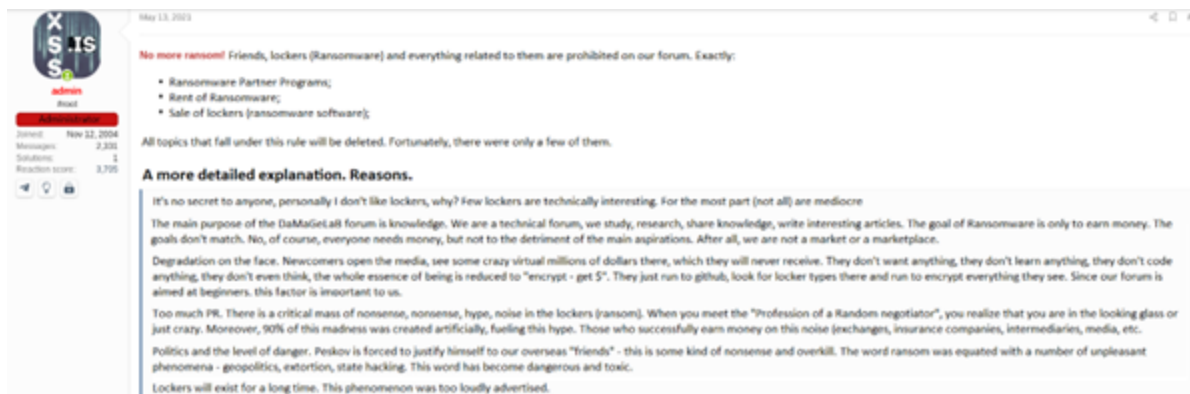 May 13, 2021
XSS.IS
admin
#root
Administrator
Joined: Nov 12, 2004
Messages: 2,331
Solutions: 1
Reaction score: 3,705
No more ransom! Friends, lockers (Ransomware) and everything related to them are prohibited on our forum. Exactly:
• Ransomware Partner Programs;
• Rent of Ransomware;
• Sale of lockers (ransomware software);
All topics that fall under this rule will be deleted. Fortunately, there were only a few of them.
A more detailed explanation. Reasons.
It's no secret to anyone, personally I don't like lockers, why? Few lockers are technically interesting. For the most part (not all) are mediocre
The main purpose of the DaMaGeLaB forum is knowledge. We are a technical forum, we study, research, share knowledge, write interesting articles. The goal of Ransomware is only to earn money. The
goals don't match. No, of course, everyone needs money, but not to the detriment of the main aspirations. After all, we are not a market or a marketplace.
Degradation on the face. Newcomers open the media, see some crazy virtual millions of dollars there, which they will never receive. They don't want anything, they don't learn anything, they don't code
anything, they don't even think, the whole essence of being is reduced to "encrypt - get $". They just run to github, look for locker types there and run to encrypt everything they see. Since our forum is
aimed at beginners. this factor is important to us.
Too much PR. There is a critical mass of nonsense, nonsense, hype, noise in the lockers (ransom). When you meet the "Profession of a Random negotiator", you realize that you are in the looking glass or
just crazy. Moreover, 90% of this madness was created artificially, fueling this hype. Those who successfully earn money on this noise (exchanges, insurance companies, intermediaries, media, etc.
Politics and the level of danger. Peskov is forced to justify himself to our overseas "friends" - this is some kind of nonsense and overkill. The word ransom was equated with a number of unpleasant
phenomena - geopolitics, extortion, state hacking. This word has become dangerous and toxic.
Lockers will exist for a long time. This phenomenon was too loudly advertised.